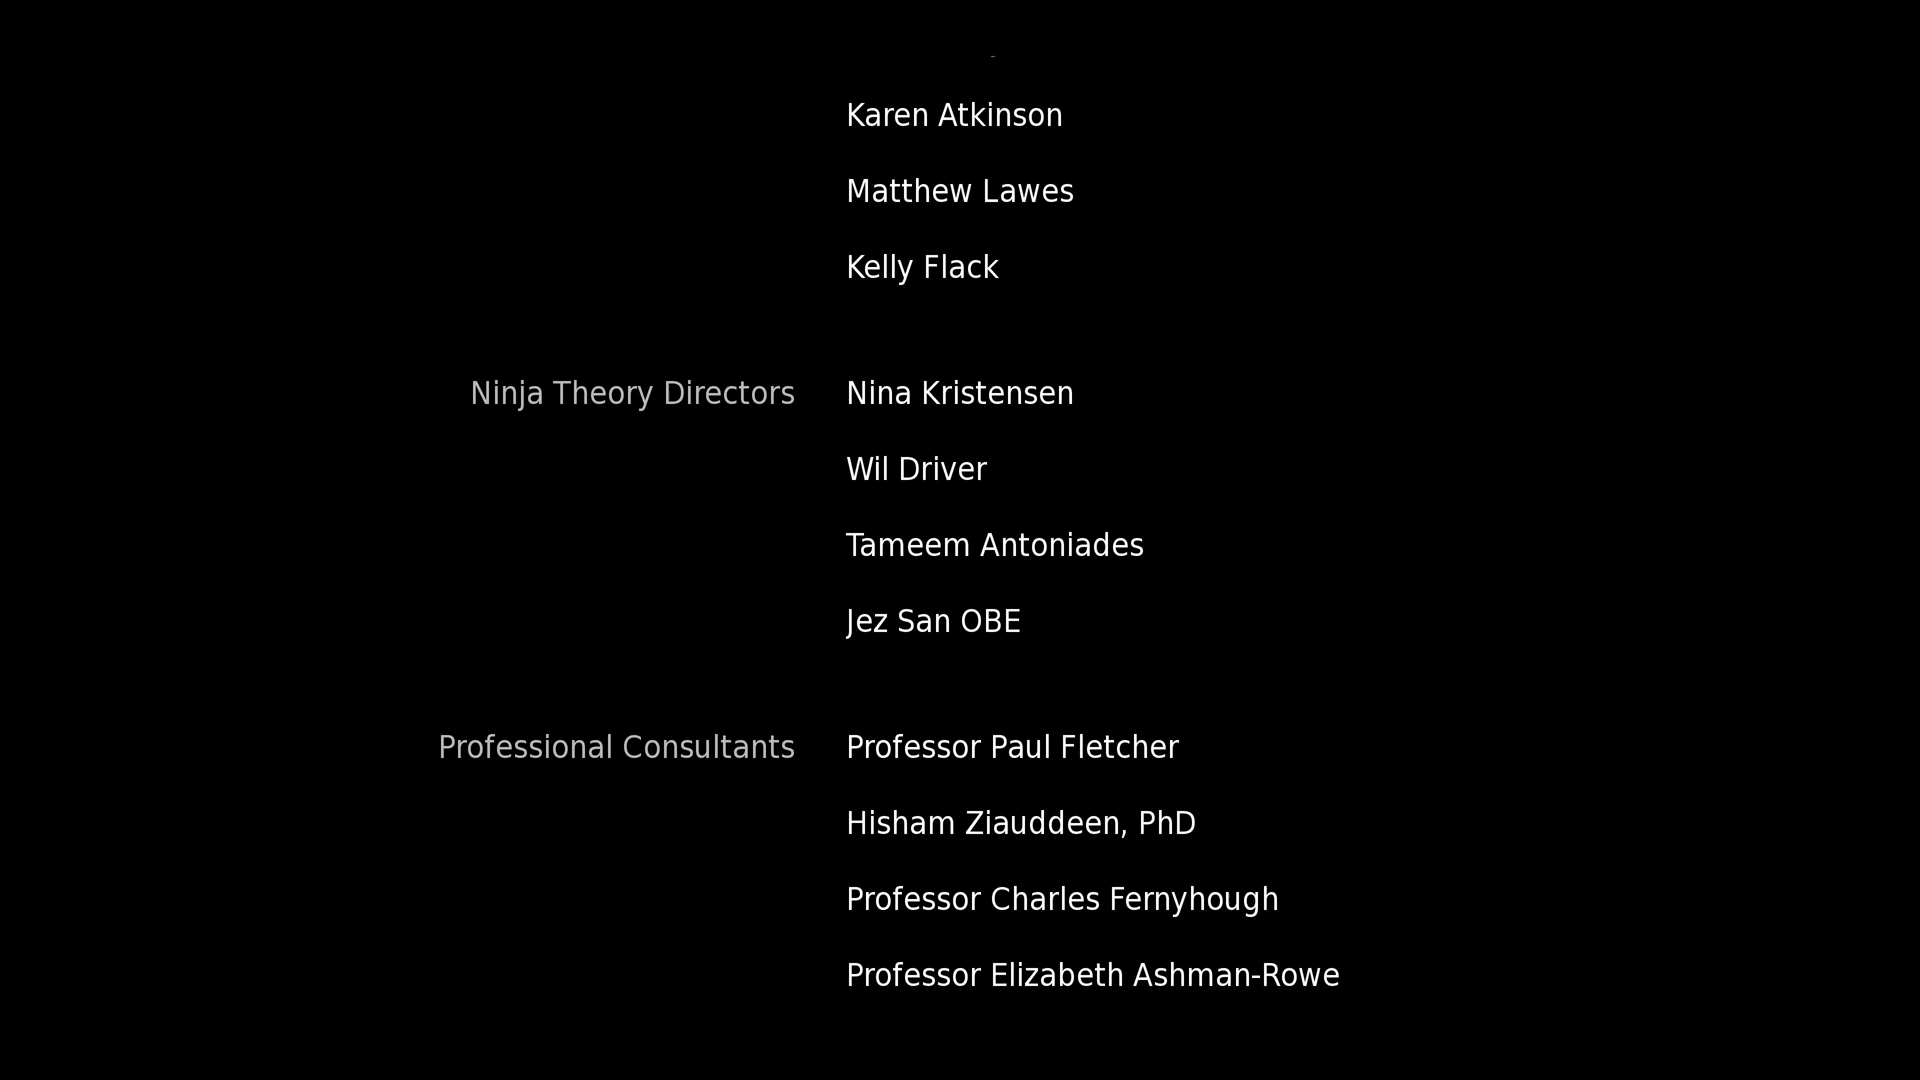 Karen Atkinson
Matthew Lawes
Kelly Flack
Ninja Theory Directors Nina Kristensen
Wil Driver
Tameem Antoniades
Jez San OBE
Professional Consultants Professor Paul Fletcher
Hisham Ziauddeen, PhD
Professor Charles Fernyhough
Professor Elizabeth Ashman-Rowe